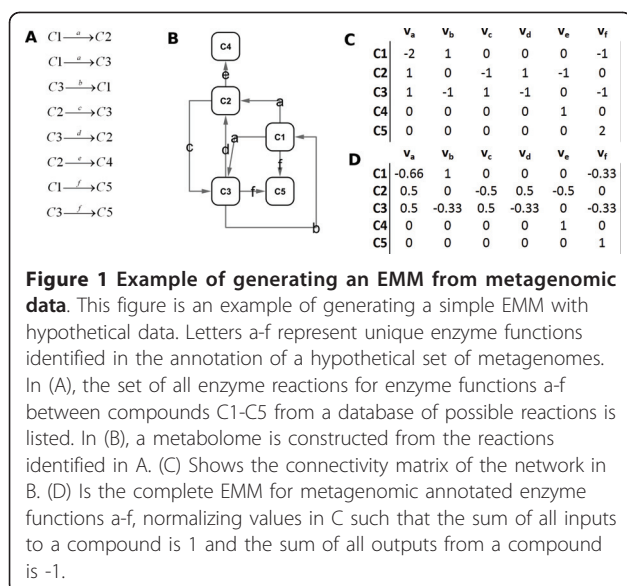 A
C1 —a→ C2
C1 —a→ C3
C3 —b→ C1
C2 —c→ C3
C3 —d→ C2
C2 —e→ C4
C1 —f→ C5
C3 —f→ C5
B
C4
e
C2
a
c
d
a
C1
f
C3
f
C5
b
C
Va Vb Vc Vd Ve Vf
C1 -2 1 0 0 0 -1
C2 1 0 -1 1 -1 0
C3 1 -1 1 -1 0 -1
C4 0 0 0 0 1 0
C5 0 0 0 0 0 2
D
Va Vb Vc Vd Ve Vf
C1 -0.66 1 0 0 0 -0.33
C2 0.5 0 -0.5 0.5 -0.5 0
C3 0.5 -0.33 0.5 -0.33 0 -0.33
C4 0 0 0 0 1 0
C5 0 0 0 0 0 1
Figure 1 Example of generating an EMM from metagenomic
data. This figure is an example of generating a simple EMM with
hypothetical data. Letters a-f represent unique enzyme functions
identified in the annotation of a hypothetical set of metagenomes.
In (A), the set of all enzyme reactions for enzyme functions a-f
between compounds C1-C5 from a database of possible reactions is
listed. In (B), a metabolome is constructed from the reactions
identified in A. (C) Shows the connectivity matrix of the network in
B. (D) Is the complete EMM for metagenomic annotated enzyme
functions a-f, normalizing values in C such that the sum of all inputs
to a compound is 1 and the sum of all outputs from a compound
is -1.